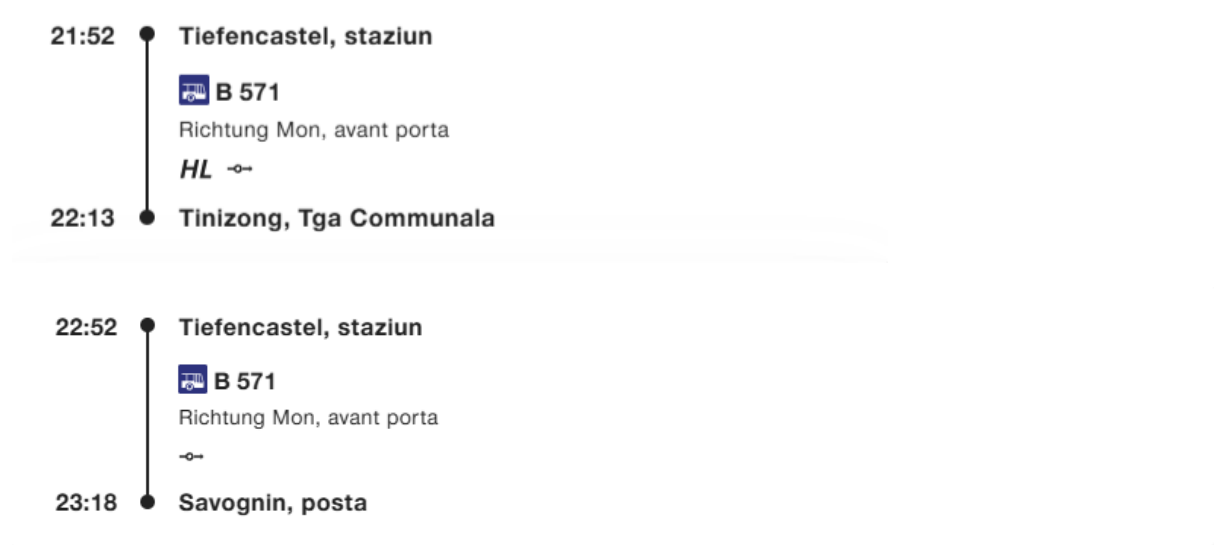 21:52 Tiefencastel, staziun
B 571
Richtung Mon, avant porta
HL
22:13 Tinizong, Tga Communala
22:52 Tiefencastel, staziun
B 571
Richtung Mon, avant porta
23:18 Savognin, posta